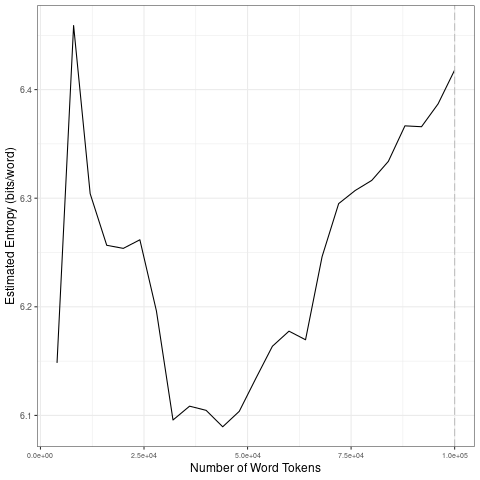 Estimated Entropy (bits/word)
6.4
6.3
6.2
6.1
0.0e+00 2.5e+04 5.0e+04 7.5e+04 1.0e+05
Number of Word Tokens